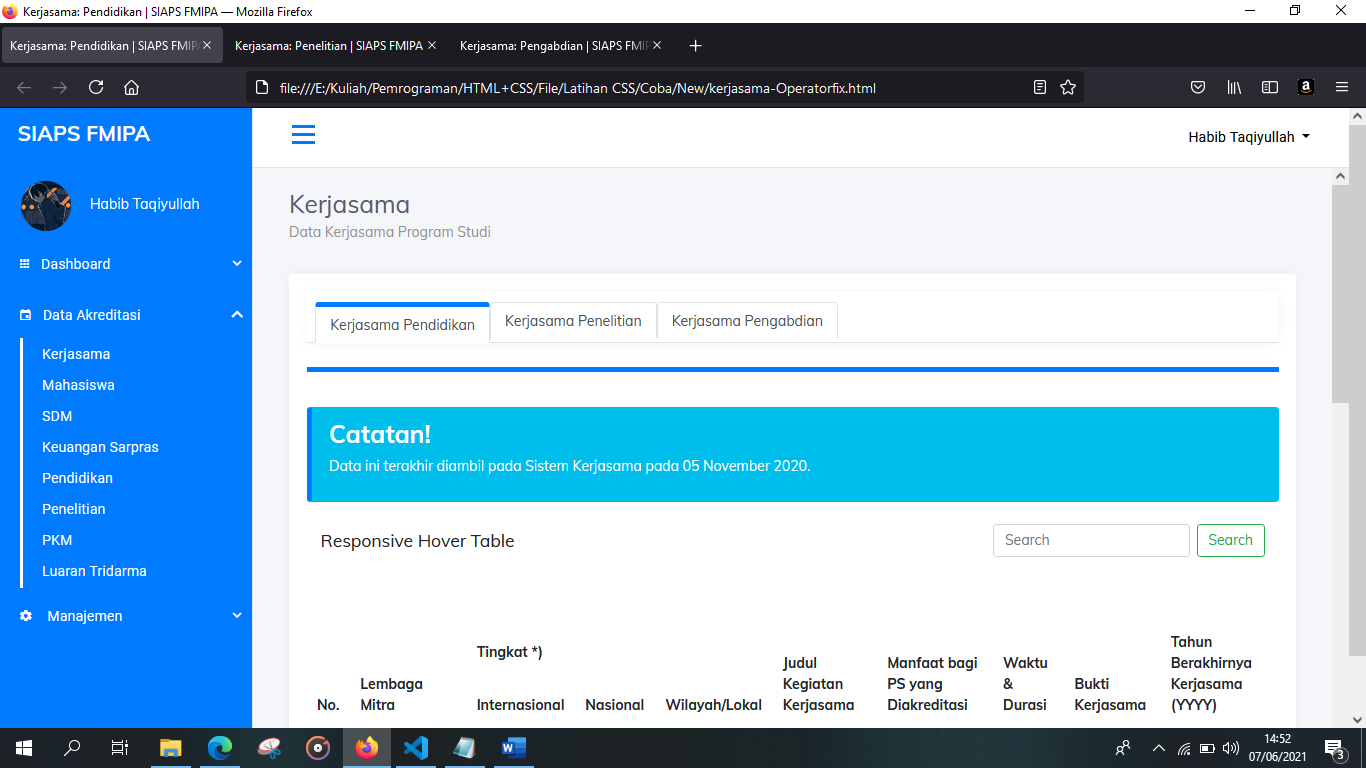 Kerjasama: Pendidikan | SIAPS FMIPA — Mozilla Firefox
Kerjasama: Pendidikan | SIAPS FMIPA
Kerjasama: Penelitian | SIAPS FMIPA
Kerjasama: Pengabdian | SIAPS FMIP
file:///E:/Kuliah/Pemrograman/HTML+CSS/File/Latihan CSS/Coba/New/kerjasama-Operatorfix.html
SIAPS FMIPA
Habib Taqiyullah
Habib Taqiyullah
Dashboard
Data Akreditasi
Kerjasama
Mahasiswa
SDM
Keuangan Sarpras
Pendidikan
Penelitian
PKM
Luaran Tridarma
Manajemen
Kerjasama
Data Kerjasama Program Studi
Kerjasama Pendidikan
Kerjasama Penelitian
Kerjasama Pengabdian
Catatan!
Data ini terakhir diambil pada Sistem Kerjasama pada 05 November 2020.
Responsive Hover Table
Search
Search
No.
Lembaga
Mitra
Tingkat *)
Internasional
Nasional
Wilayah/Lokal
Judul
Kegiatan
Kerjasama
Manfaat bagi
PS yang
Diakreditasi
Waktu
&
Durasi
Bukti
Kerjasama
Tahun
Berakhirnya
Kerjasama
(YYYY)
14:52
07/06/2021
3